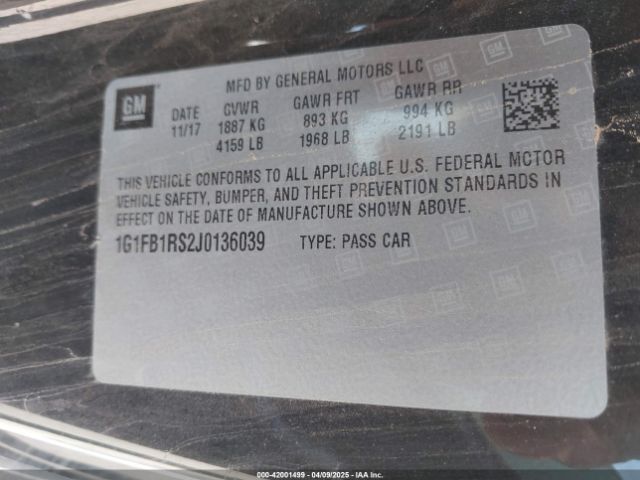 GM
MFD BY GENERAL MOTORS LLC
DATE GVWR GAWR FRT GAWR RR
11/17 1887 KG 893 KG 994 KG
4159 LB 1968 LB 2191 LB
THIS VEHICLE CONFORMS TO ALL APPLICABLE U.S. FEDERAL MOTOR
VEHICLE SAFETY, BUMPER, AND THEFT PREVENTION STANDARDS IN
EFFECT ON THE DATE OF MANUFACTURE SHOWN ABOVE.
1G1FB1RS2J0136039 TYPE: PASS CAR
000-42001499 | 04/09/2025 | IAA Inc.